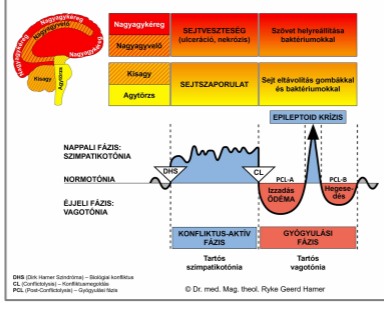 Nagyagykéreg
Nagyagyvelő
Nagyagykéreg
Nagyagykéreg
Kisagy
Agytörzs
Nagyagykéreg
Nagyagyvelő
SEJTVESZTESÉG
(ulceráció, nekrózis)
Szövet helyreállítása
baktériumokkal
Kisagy
Agytörzs
SEJTSZAPORULAT
Sejt eltávolítás gombákkal
és baktériumokkal
EPILEPTOID KRÍZIS
NAPPALI FÁZIS:
SZIMPATIKOTÓNIA
DHS
CL
PCL-A
PCL-B
NORMOTÓNIA
Izzadás
ÖDÉMA
Hegese-
dés
ÉJJELI FÁZIS:
VAGOTÓNIA
KONFLIKTUS-AKTÍV
FÁZIS
GYÓGYULÁSI
FÁZIS
Tartós
szimpatikotónia
Tartós
vagotónia
DHS (Dirk Hamer Szindróma) – Biológiai konfliktus
CL (Conflictolysis) – Konfliktusmegoldás
PCL (Post-Conflictolysis) – Gyógyulási fázis
© Dr. med. Mag. theol. Ryke Geerd Hamer